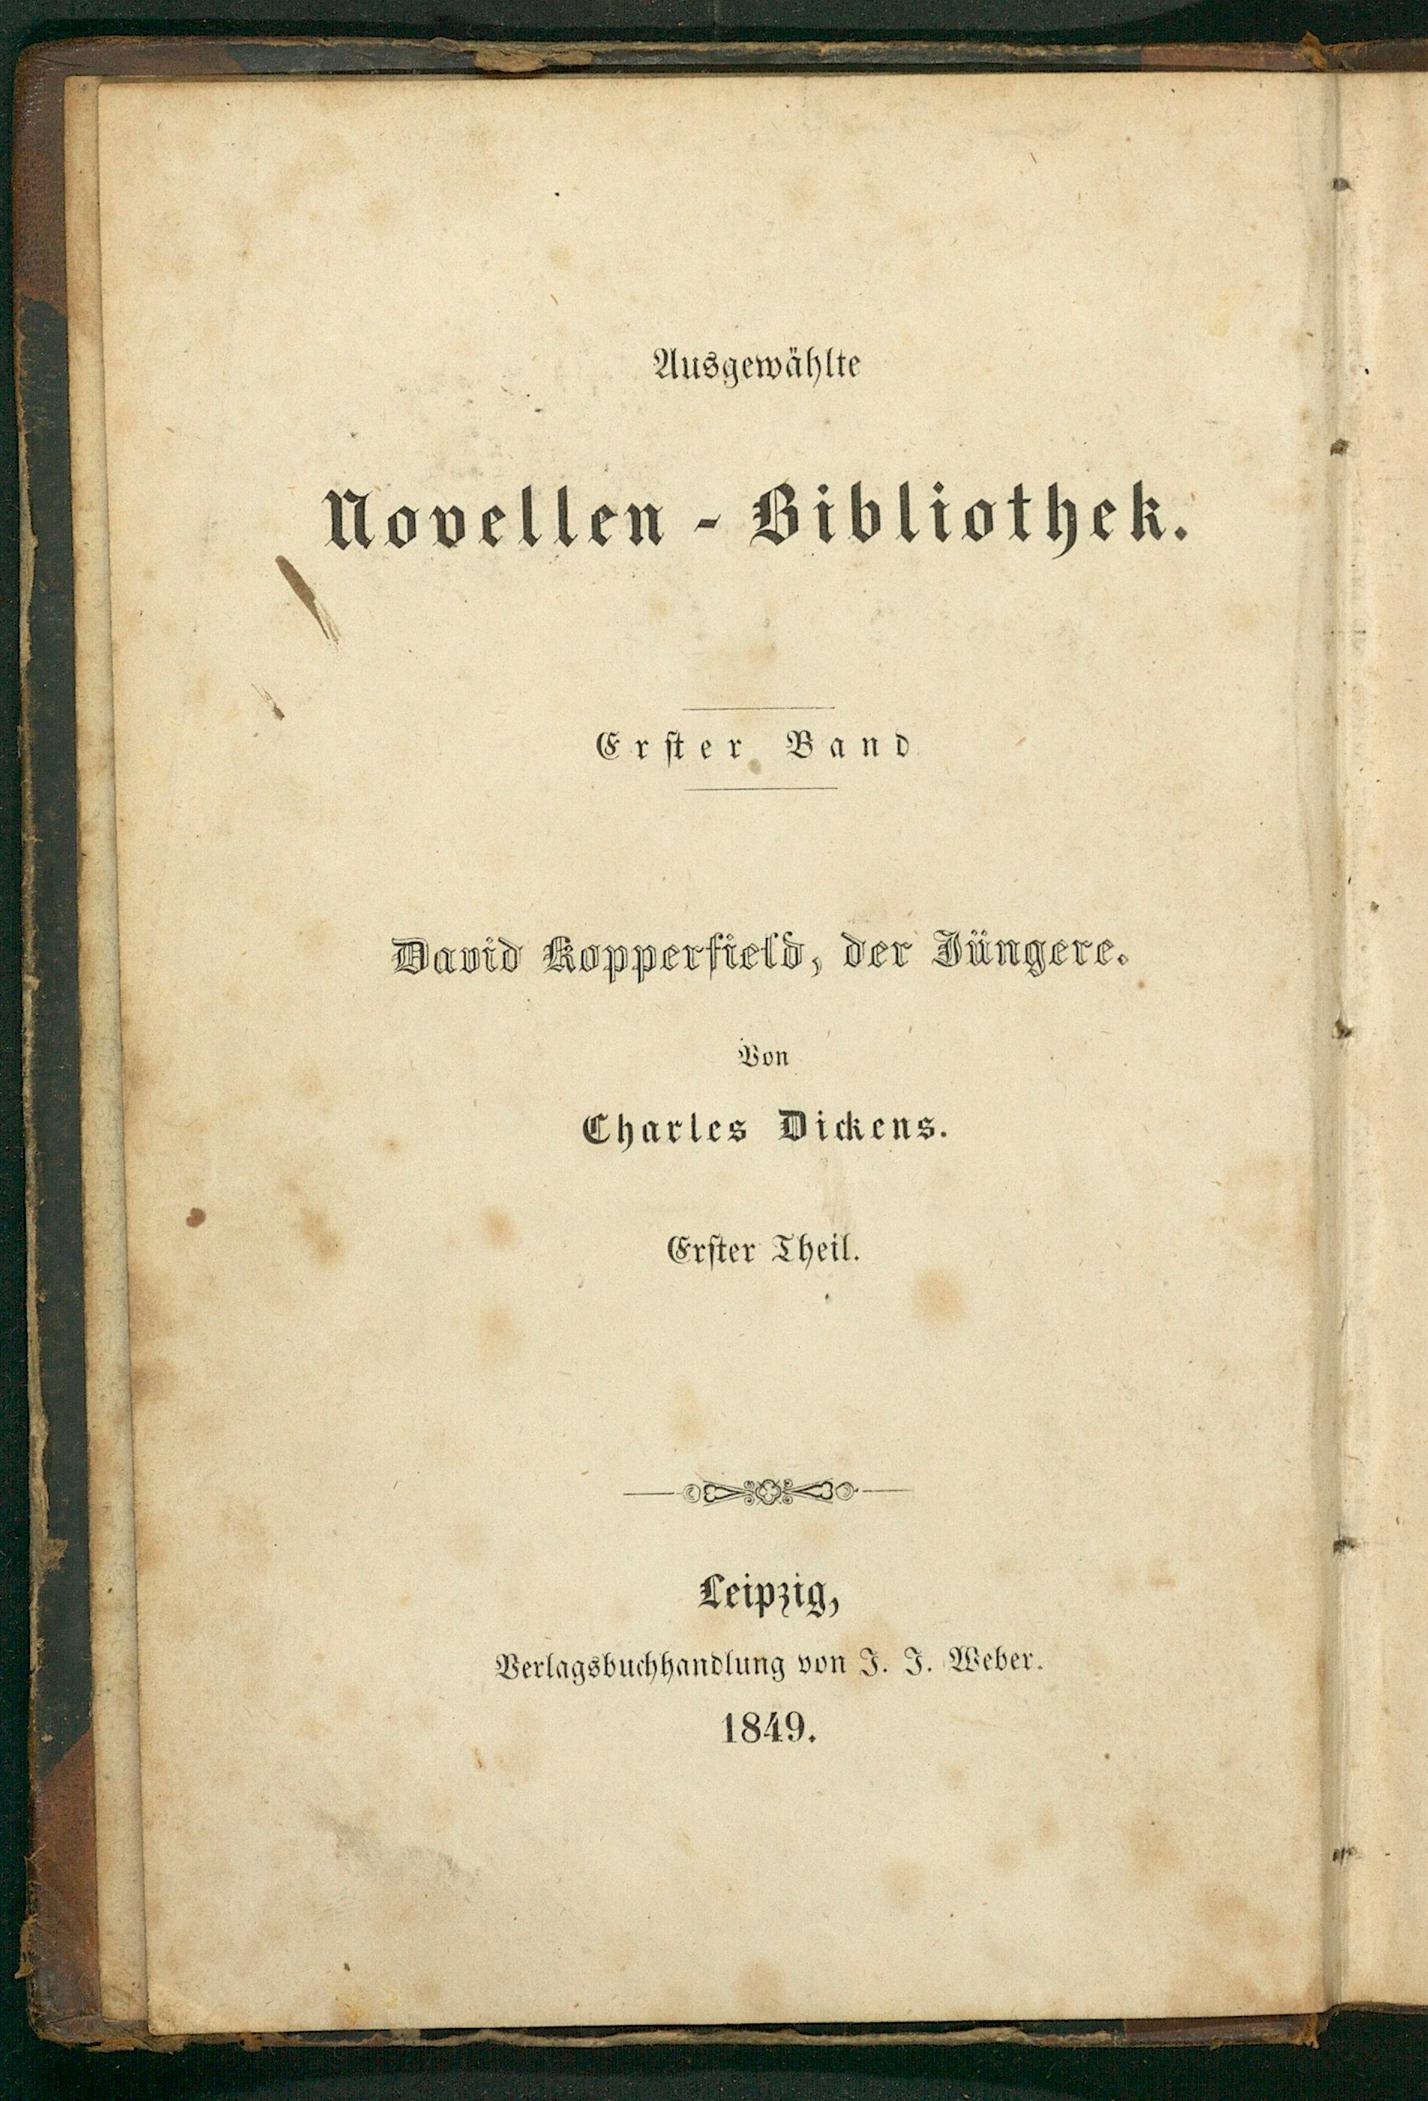 Ausgewählte
Novellen-Bibliothek.
Erster Band
David Kopperfield, der Jüngere.
Von
Charles Dickens.
Erster Theil.
Leipzig,
Verlagsbuchhandlung von J. J. Weber.
1849.